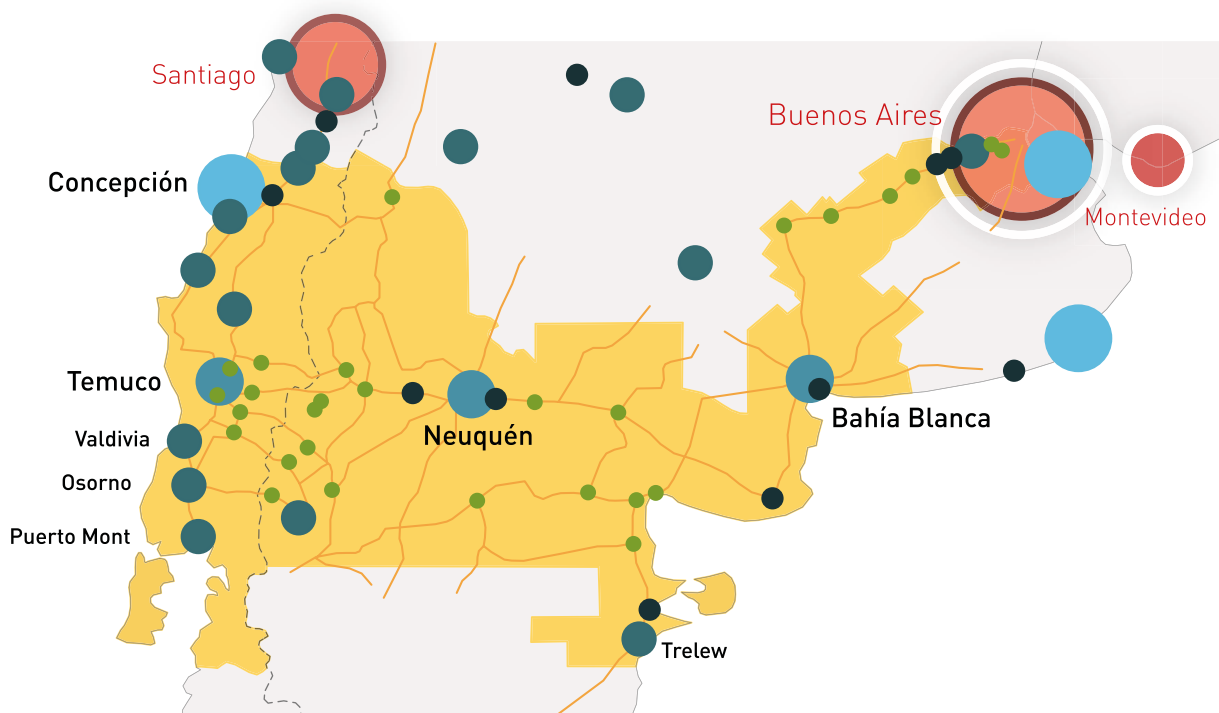 Santiago
Buenos Aires
Concepción
Montevideo
Temuco
Bahía Blanca
Neuquén
Valdivia
Osorno
Puerto Mont
Trelew